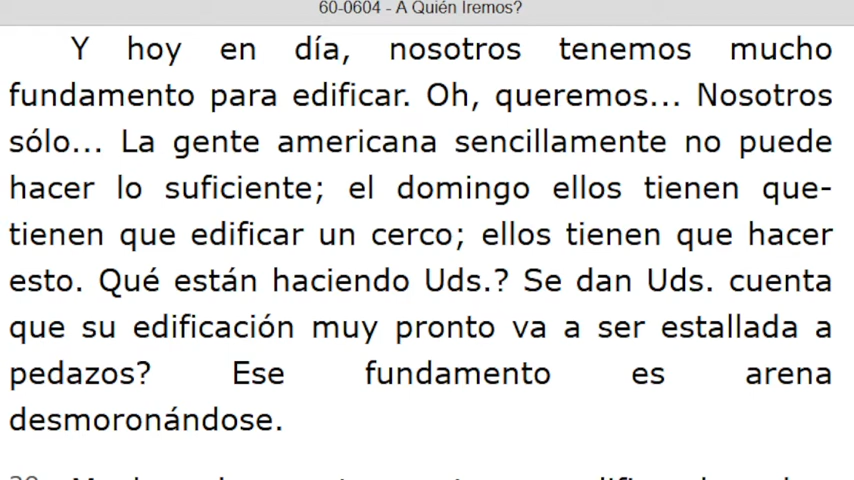 60-0604 - A Quién Iremos?
Y hoy en día, nosotros tenemos mucho
fundamento para edificar. Oh, queremos... Nosotros
sólo... La gente americana sencillamente no puede
hacer lo suficiente; el domingo ellos tienen que-
tienen que edificar un cerco; ellos tienen que hacer
esto. Qué están haciendo Uds.? Se dan Uds. cuenta
que su edificación muy pronto va a ser estallada a
pedazos? Ese fundamento es arena
desmoronándose.